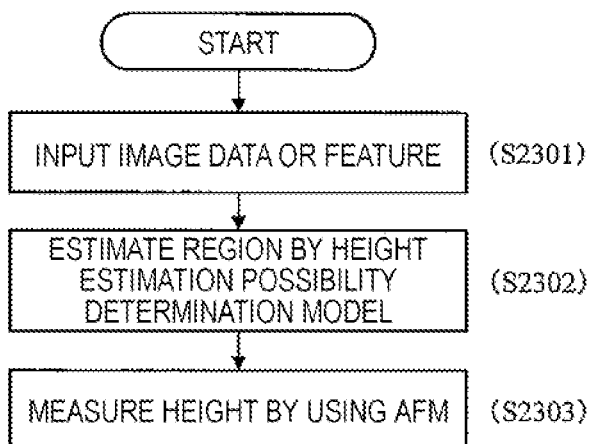 START
INPUT IMAGE DATA OR FEATURE (S2301)
ESTIMATE REGION BY HEIGHT
ESTIMATION POSSIBILITY (S2302)
DETERMINATION MODEL
MEASURE HEIGHT BY USING AFM (S2303)